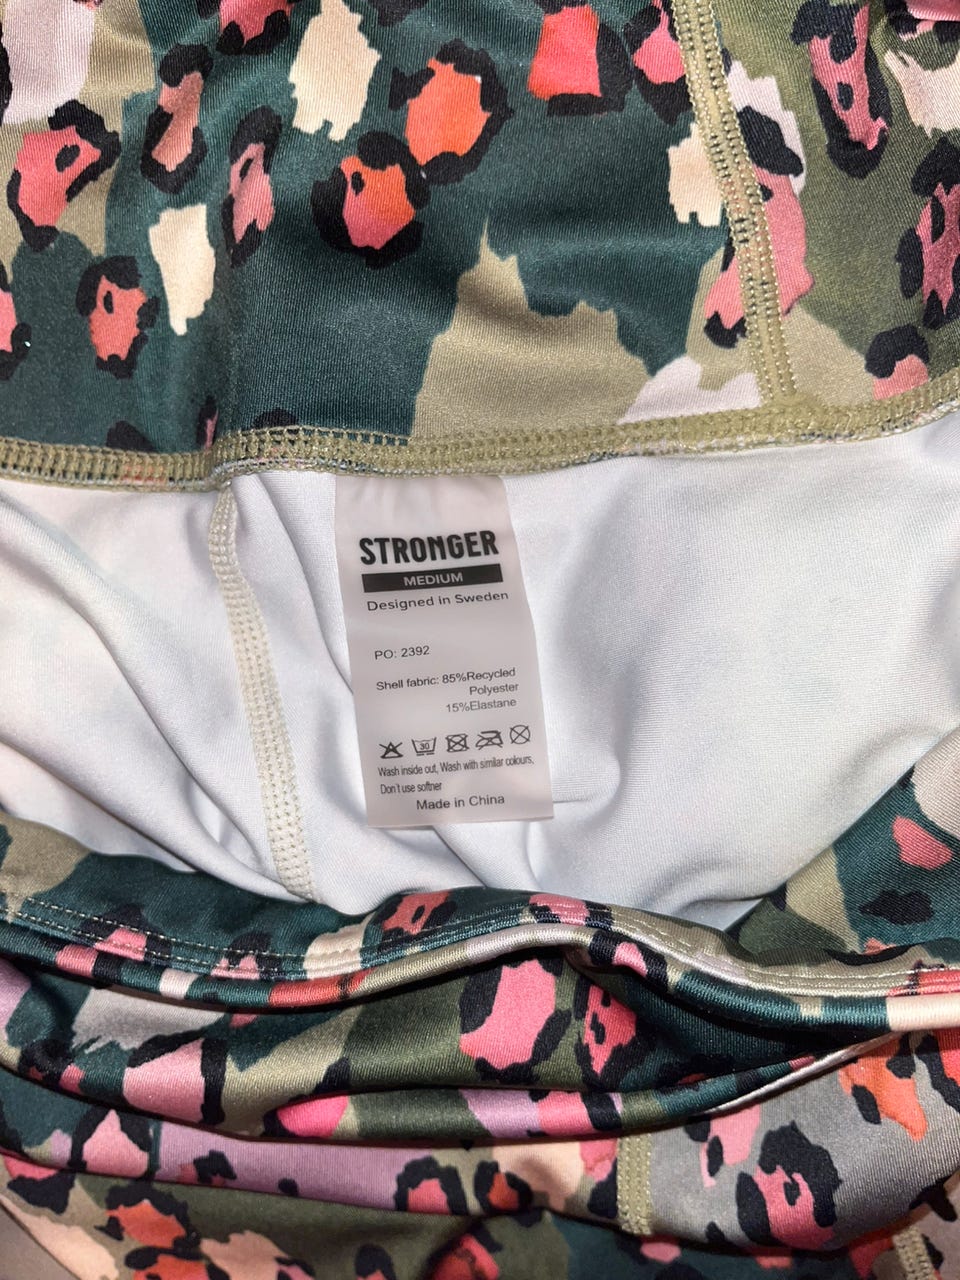 STRONGER
MEDIUM
Designed in Sweden
PO: 2392
Shell fabric: 85%Recycled
Polyester
15%Elastane
30
Wash inside out, Wash with similar colours,
Don't use softner
Made in China